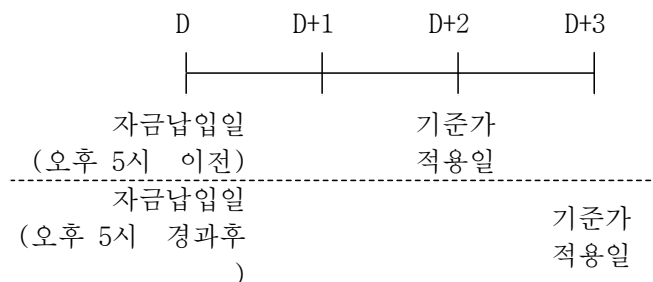 D D+1 D+2 D+3
자금납입일 기준가
(오후 5시 이전) 적용일
자금납입일
(오후 5시 경과후
)
기준가
적용일